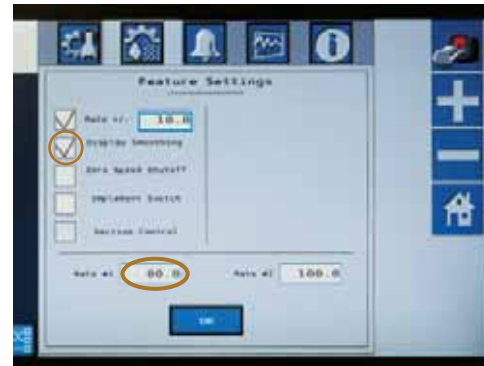 Feature Settings
Rate +/- 10.0
Display Smoothing
Zero Speed Shutoff
Implement Switch
Section Control
Rate #1 80.0 Rate #2 100.0
OK